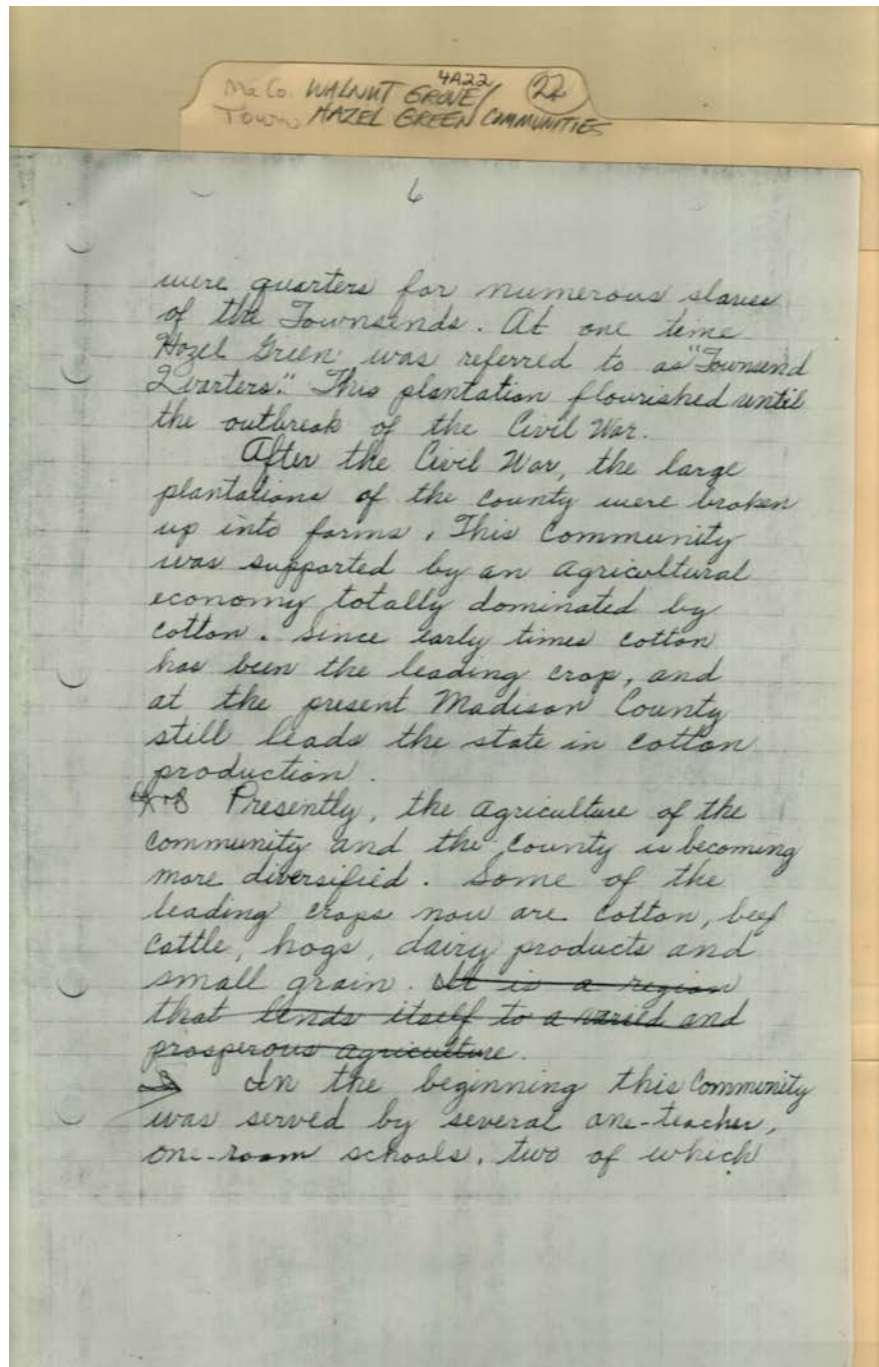 4A22
Ma Co. WALNUT GROVE/ 22
Town HAZEL GREEN COMMUNITIES
6
were quarters for numerous slaves
of the Townsends. At one time
Hazel Green was referred to as "Townsend
Quarters." This plantation flourished until
the outbreak of the Civil War.
After the Civil War, the large
plantations of the county were broken
up into farms. This Community
was supported by an agricultural
economy totally dominated by
cotton. Since early times cotton
has been the leading crop, and
at the present Madison County
still leads the state in cotton
production.
Presently, the agriculture of the
community and the county is becoming
more diversified. Some of the
leading crops now are cotton, beef
cattle, hogs, dairy products and
small grain. It is a region
that lends itself to a varied and
prosperous agriculture.
In the beginning this Community
was served by several one-teacher,
one-room schools, two of which